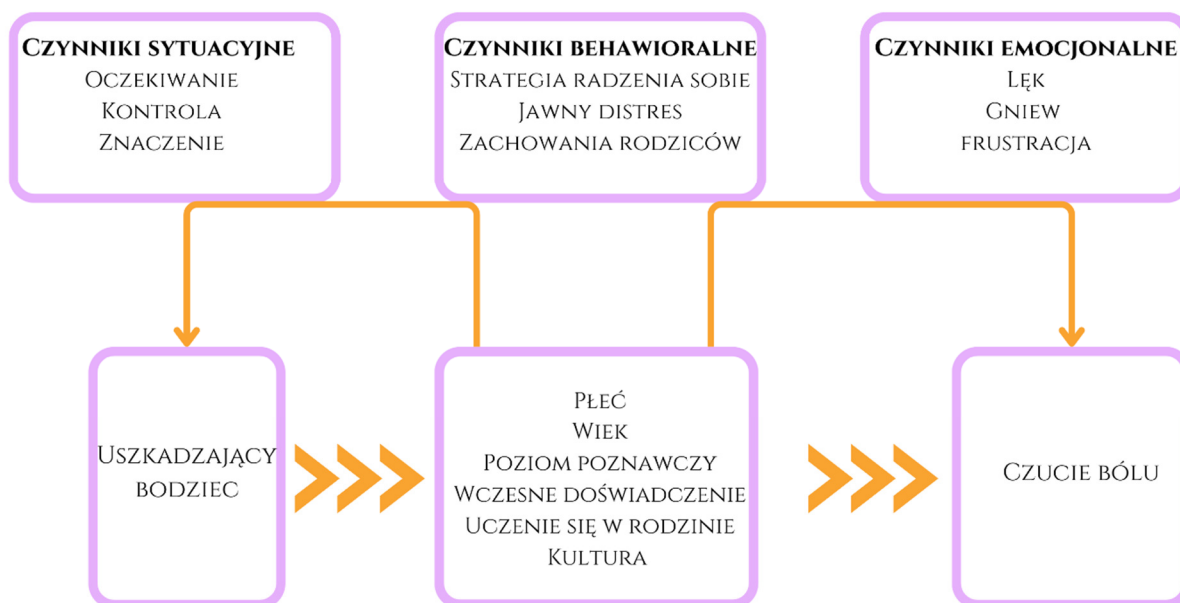 Czynniki sytuacyjne
Oczekiwanie
Kontrola
Znaczenie
Czynniki behawioralne
Strategia radzenia sobie
Jawny distres
Zachowania rodziców
Czynniki emocjonalne
Lęk
Gniew
frustracja
Uszkadzający
bodziec
Płeć
Wiek
Poziom poznawczy
Wczesne doświadczenie
Uczenie się w rodzinie
Kultura
Czucie bólu